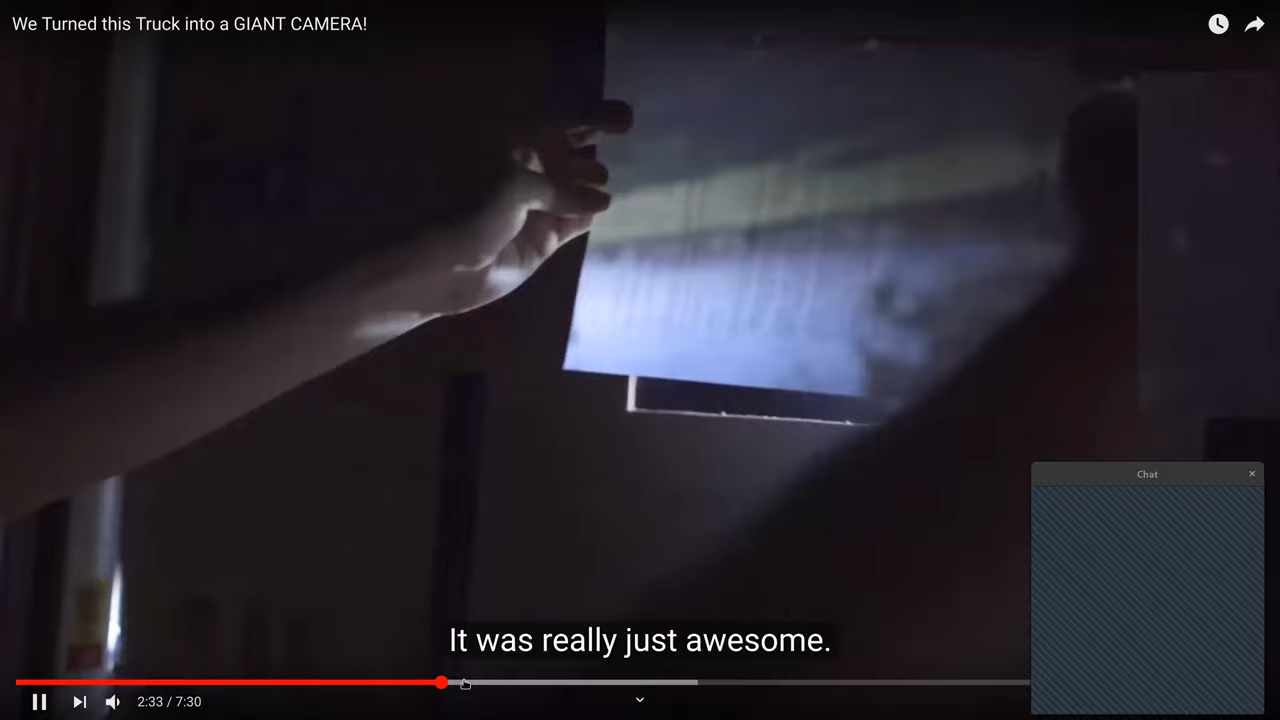 We Turned this Truck into a GIANT CAMERA!
Chat
It was really just awesome.
2:33 / 7:30